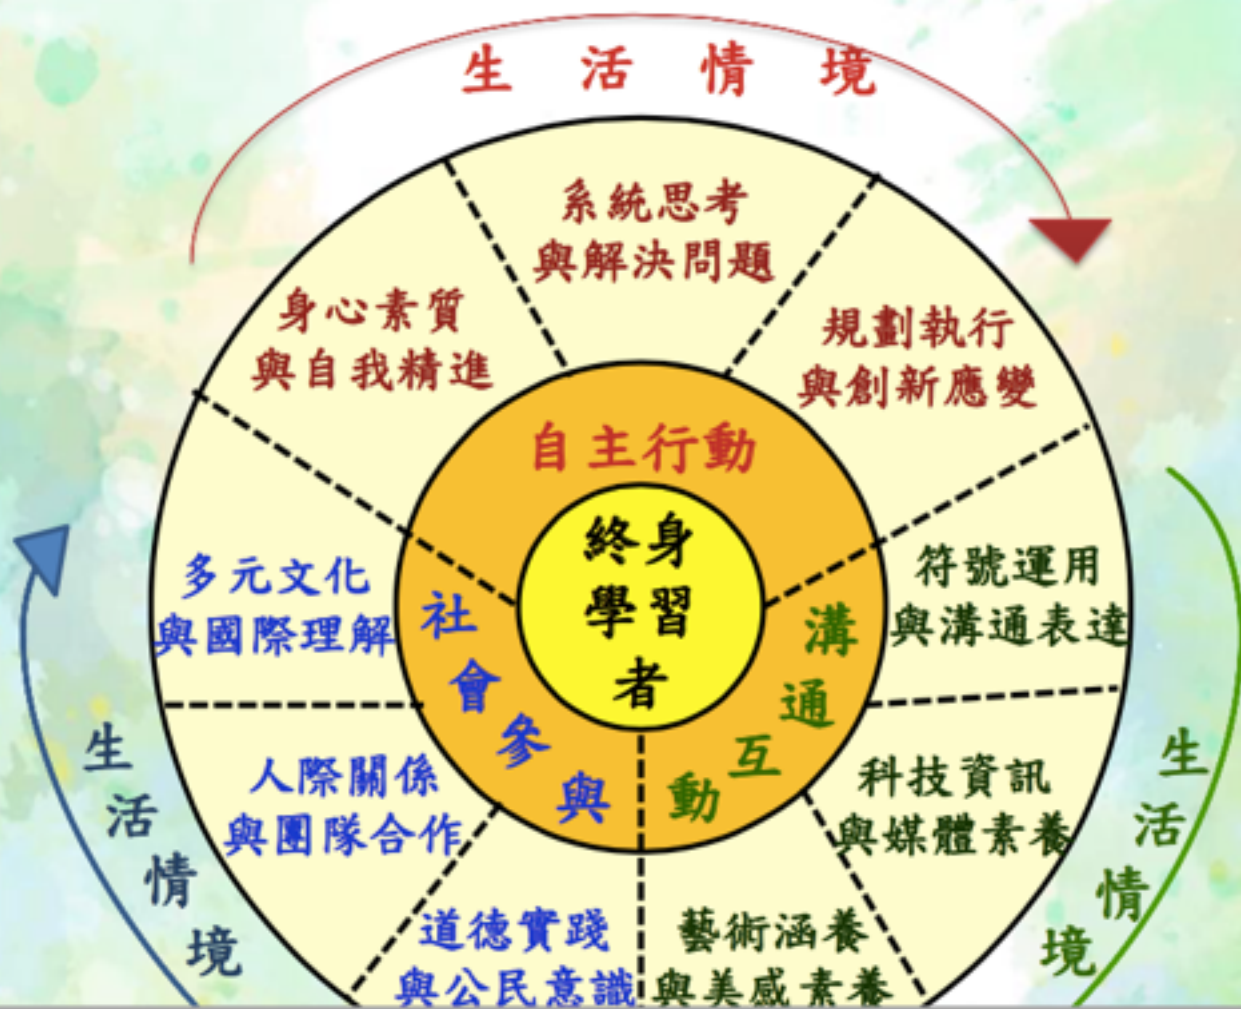 生活情境
系統思考
與解決問題
身心素質
與自我精進
規劃執行
與創新應變
自主行動
終身
學習
者
多元文化
與國際理解
社會參與
溝通互動
符號運用
與溝通表達
人際關係
與團隊合作
科技資訊
與媒體素養
道德實踐
與公民意識
藝術涵養
與美感素養
生活情境
生活情境